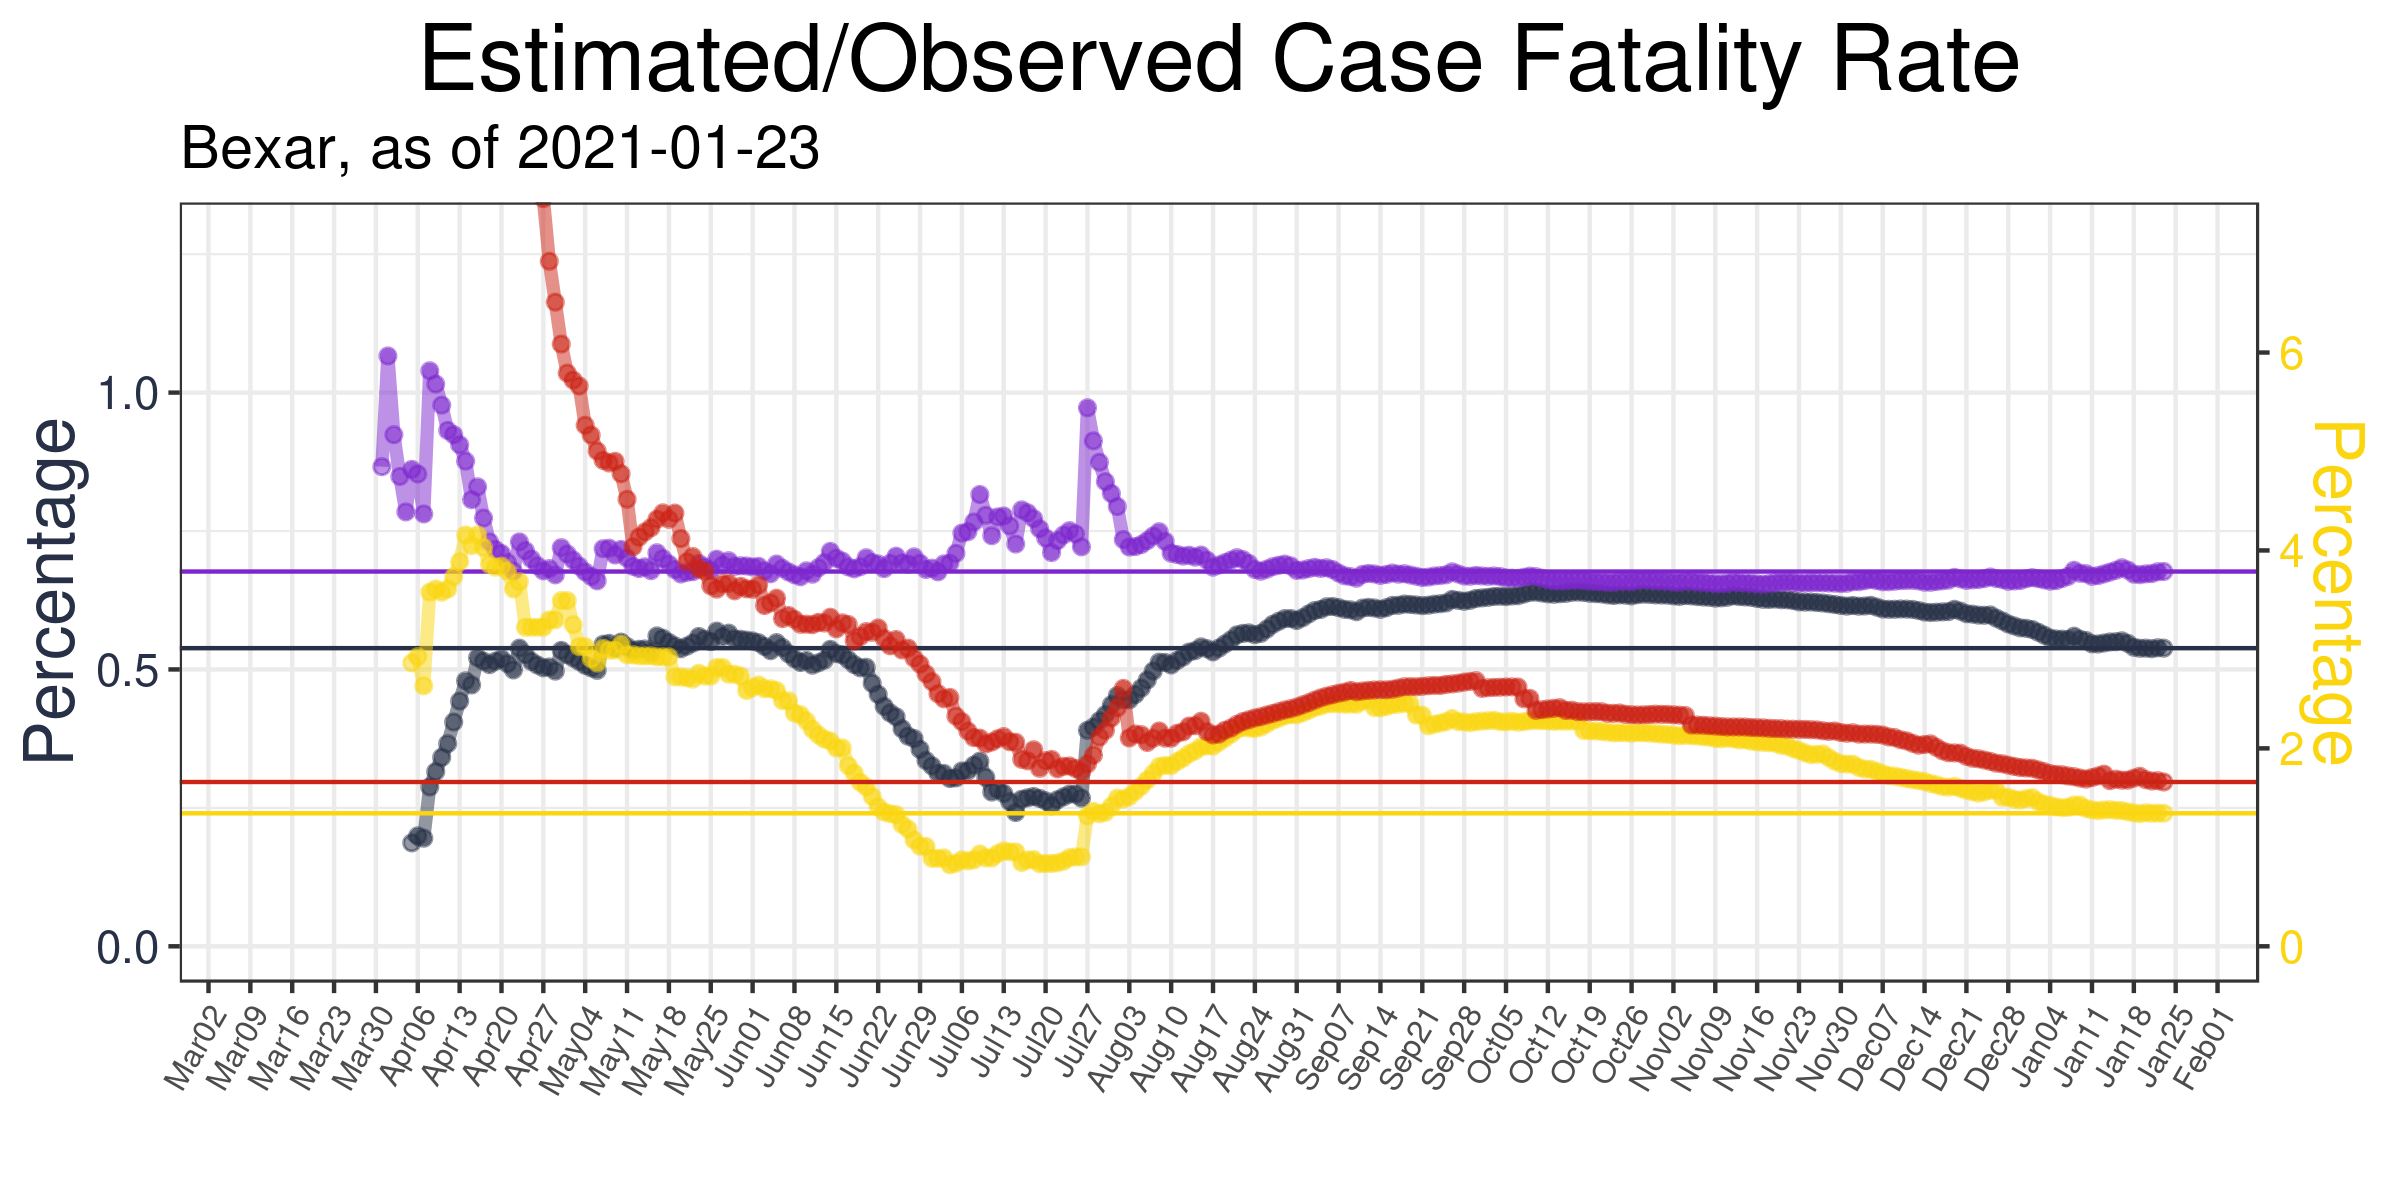 Estimated/Observed Case Fatality Rate
Bexar, as of 2021-01-23
Percentage
1.0
0.5
0.0
6
4
2
0
Percentage
Mar02 Mar09 Mar16 Mar23 Mar30 Apr06 Apr13 Apr20 Apr27 May04 May11 May18 May25 Jun01 Jun08 Jun15 Jun22 Jun29 Jul06 Jul13 Jul20 Jul27 Aug03 Aug10 Aug17 Aug24 Aug31 Sep07 Sep14 Sep21 Sep28 Oct05 Oct12 Oct19 Oct26 Nov02 Nov09 Nov16 Nov23 Nov30 Dec07 Dec14 Dec21 Dec28 Jan04 Jan11 Jan18 Jan25 Feb01